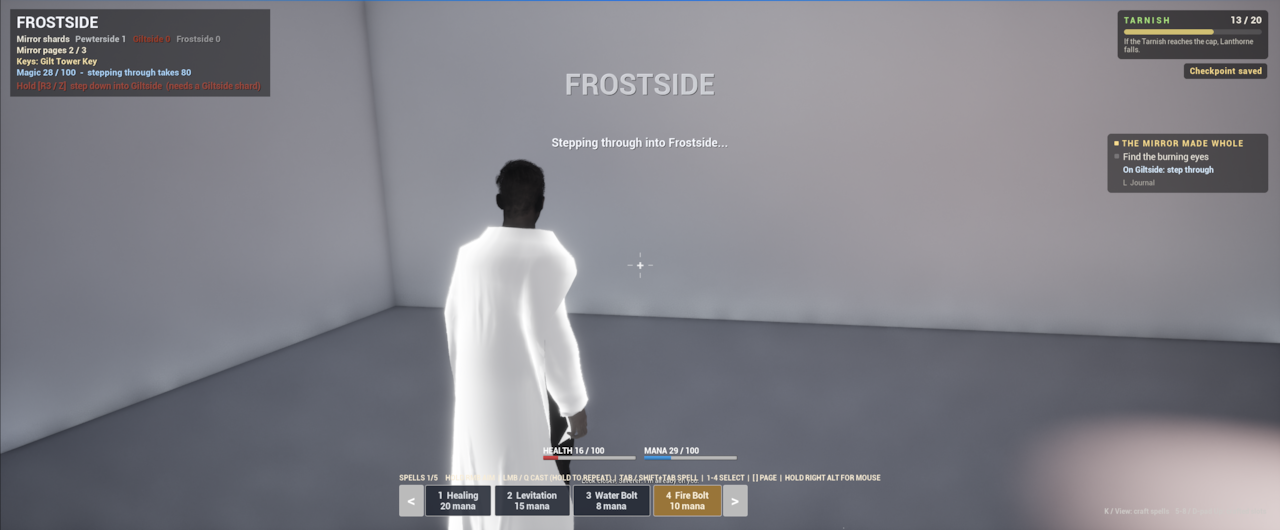 FROSTSIDE
Mirror shards Pewterside 1 Giltside 0 Frostside 0
Mirror pages 2 / 3
Keys: Gilt Tower Key
Magic 28 / 100 - stepping through takes 80
Hold [R3 / Z] step down into Giltside (needs a Giltside shard)
TARNISH 13 / 20
If the Tarnish reaches the cap, Lanthorne
falls.
Checkpoint saved
FROSTSIDE
Stepping through into Frostside...
THE MIRROR MADE WHOLE
Find the burning eyes
On Giltside: step through
L Journal
HEALTH 16 / 100 MANA 29 / 100
SPELLS 1/5 LMB / Q CAST (HOLD TO REPEAT) | TAB / SHIFT+TAB SPELL | 1-4 SELECT | [ ] PAGE | HOLD RIGHT ALT FOR MOUSE
< 1 Healing 2 Levitation 3 Water Bolt 4 Fire Bolt >
20 mana 15 mana 8 mana 10 mana
K / View: craft spells